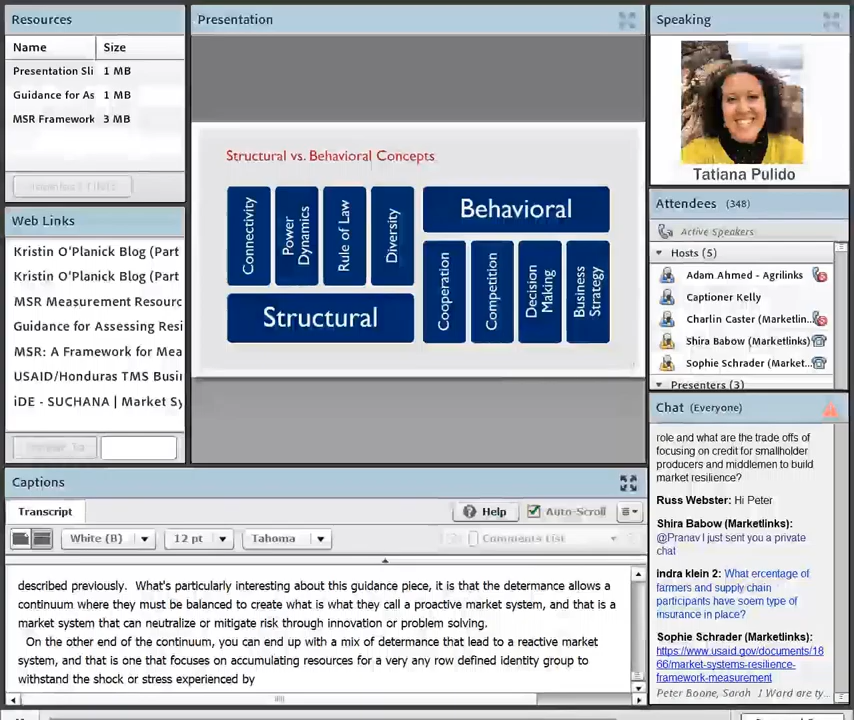 Resources
Name Size
Presentation Sli 1 MB
Guidance for As 1 MB
MSR Framework 3 MB
Web Links
Kristin O'Planick Blog (Part
Kristin O'Planick Blog (Part
MSR Measurement Resourc
Guidance for Assessing Resi
MSR: A Framework for Mea
USAID/Honduras TMS Busin
iDE - SUCHANA | Market Sy
Presentation
Structural vs. Behavioral Concepts
Connectivity
Power Dynamics
Rule of Law
Diversity
Structural
Behavioral
Cooperation
Competition
Decision Making
Business Strategy
Captions
Transcript
Help
Auto-Scroll
White (B)
12 pt
Tahoma
Comments List
described previously. What's particularly interesting about this guidance piece, it is that the determance allows a
continuum where they must be balanced to create what is what they call a proactive market system, and that is a
market system that can neutralize or mitigate risk through innovation or problem solving.
On the other end of the continuum, you can end up with a mix of determance that lead to a reactive market
system, and that is one that focuses on accumulating resources for a very any row defined identity group to
withstand the shock or stress experienced by
Speaking
Tatiana Pulido
Attendees (348)
Active Speakers
Hosts (5)
Adam Ahmed - Agrilinks
Captioner Kelly
Charlin Caster (Marketlin..
Shira Babow (Marketlinks)
Sophie Schrader (Market...
Presenters (3)
Chat (Everyone)
role and what are the trade offs of
focusing on credit for smallholder
producers and middlemen to build
market resilience?
Russ Webster: Hi Peter
Shira Babow (Marketlinks):
@Pranav I just sent you a private
chat
indra klein 2: What ercentage of
farmers and supply chain
participants have soem type of
insurance in place?
Sophie Schrader (Marketlinks):
https://www.usaid.gov/documents/18
66/market-systems-resilience-
framework-measurement
Peter Boone, Sarah 1 Word are ty...